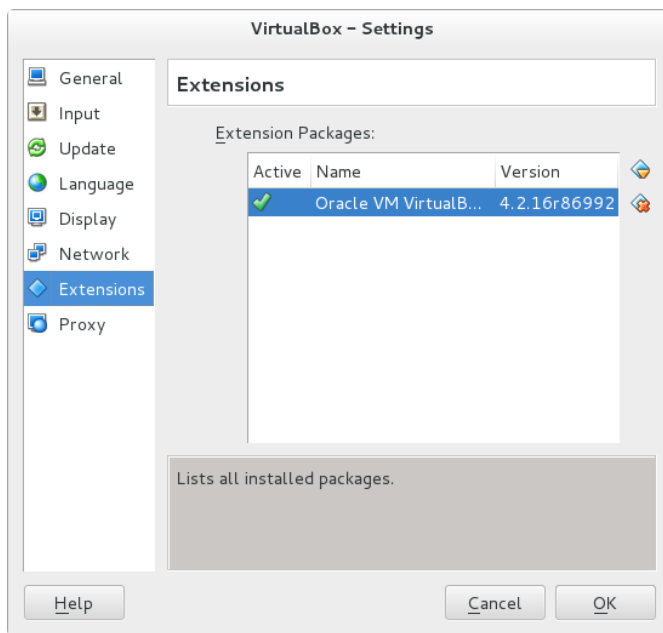 VirtualBox – Settings
General
Input
Update
Language
Display
Network
Extensions
Proxy
Extensions
Extension Packages:
Active Name Version
Oracle VM VirtualB... 4.2.16r86992
Lists all installed packages.
Help Cancel OK